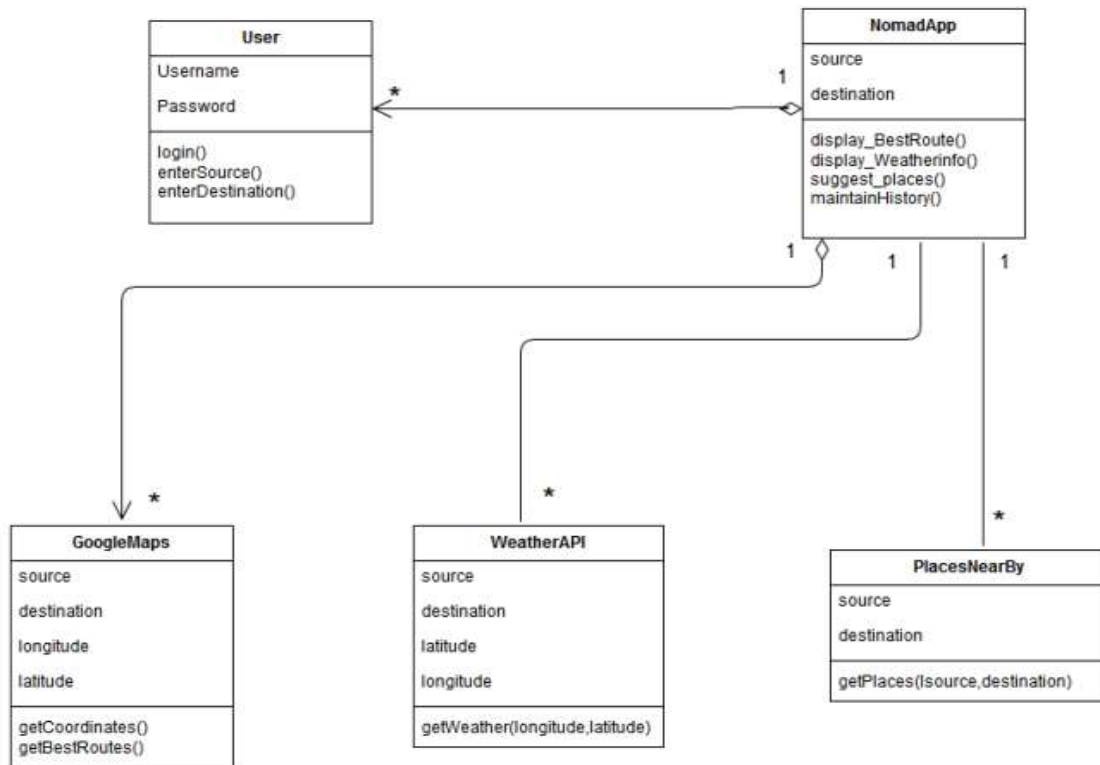 User
Username
Password
login()
enterSource()
enterDestination()
*
1
NomadApp
source
destination
display_BestRoute()
display_Weatherinfo()
suggest_places()
maintainHistory()
1
1
1
*
*
*
GoogleMaps
source
destination
longitude
latitude
getCoordinates()
getBestRoutes()
WeatherAPI
source
destination
latitude
longitude
getWeather(longitude,latitude)
PlacesNearBy
source
destination
getPlaces(lsource,destination)